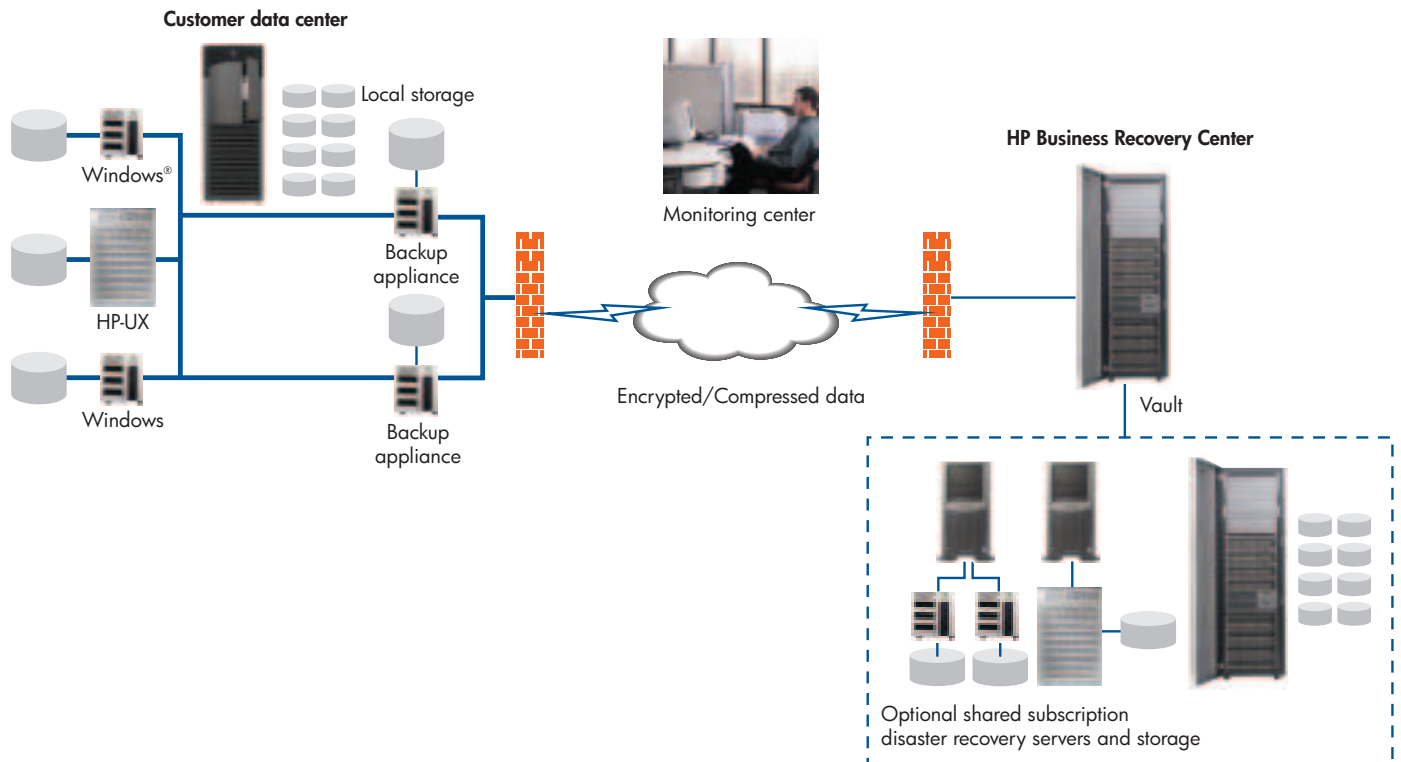 Customer data center
Local storage
Windows®
HP-UX
Windows
Backup
appliance
Backup
appliance
Monitoring center
Encrypted/Compressed data
HP Business Recovery Center
Vault
Optional shared subscription
disaster recovery servers and storage